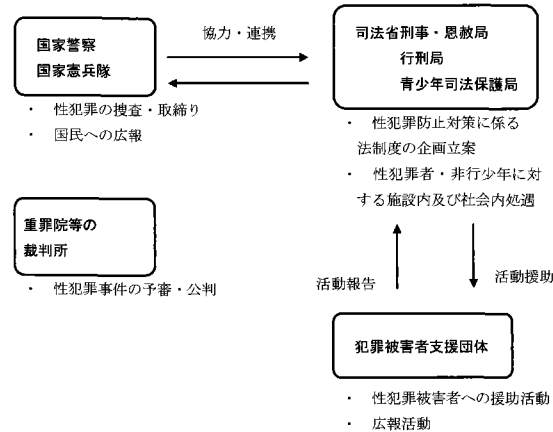 国家警察
国家憲兵隊
・ 性犯罪の捜査・取締り
・ 国民への広報
協力・連携
司法省刑事・恩赦局
行刑局
青少年司法保護局
・ 性犯罪防止対策に係る
法制度の企画立案
・ 性犯罪者・非行少年に対
する施設内及び社会内処遇
重罪院等の
裁判所
・ 性犯罪事件の予審・公判
活動報告
活動援助
犯罪被害者支援団体
・ 性犯罪被害者への援助活動
・ 広報活動